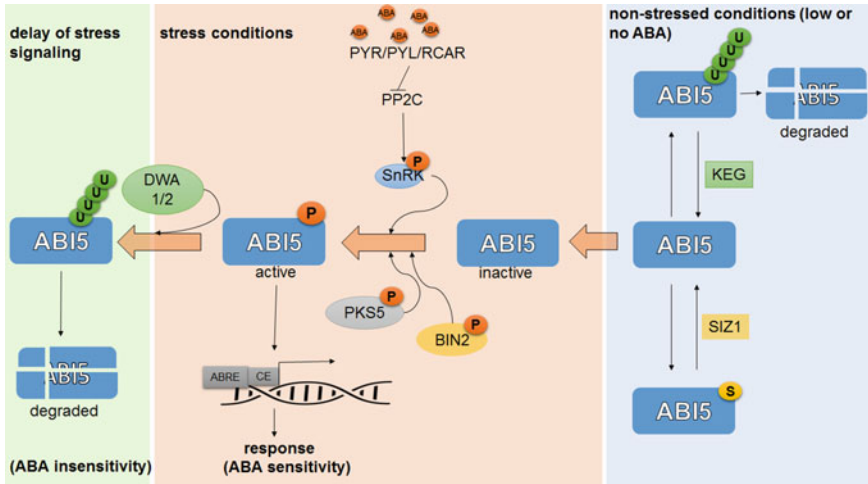 delay of stress
signaling
stress conditions
non-stressed conditions (low or
no ABA)
ABA
ABA
ABA
ABA
ABA
PYR/PYL/RCAR
PP2C
P
SnRK
U
U
U
U
ABI5
ABI5
degraded
KEG
DWA
1/2
U
U
U
U
ABI5
P
ABI5
active
ABI5
inactive
ABI5
P
PKS5
P
BIN2
SIZ1
ABI5
degraded
ABRE
CE
S
ABI5
response
(ABA sensitivity)
(ABA insensitivity)